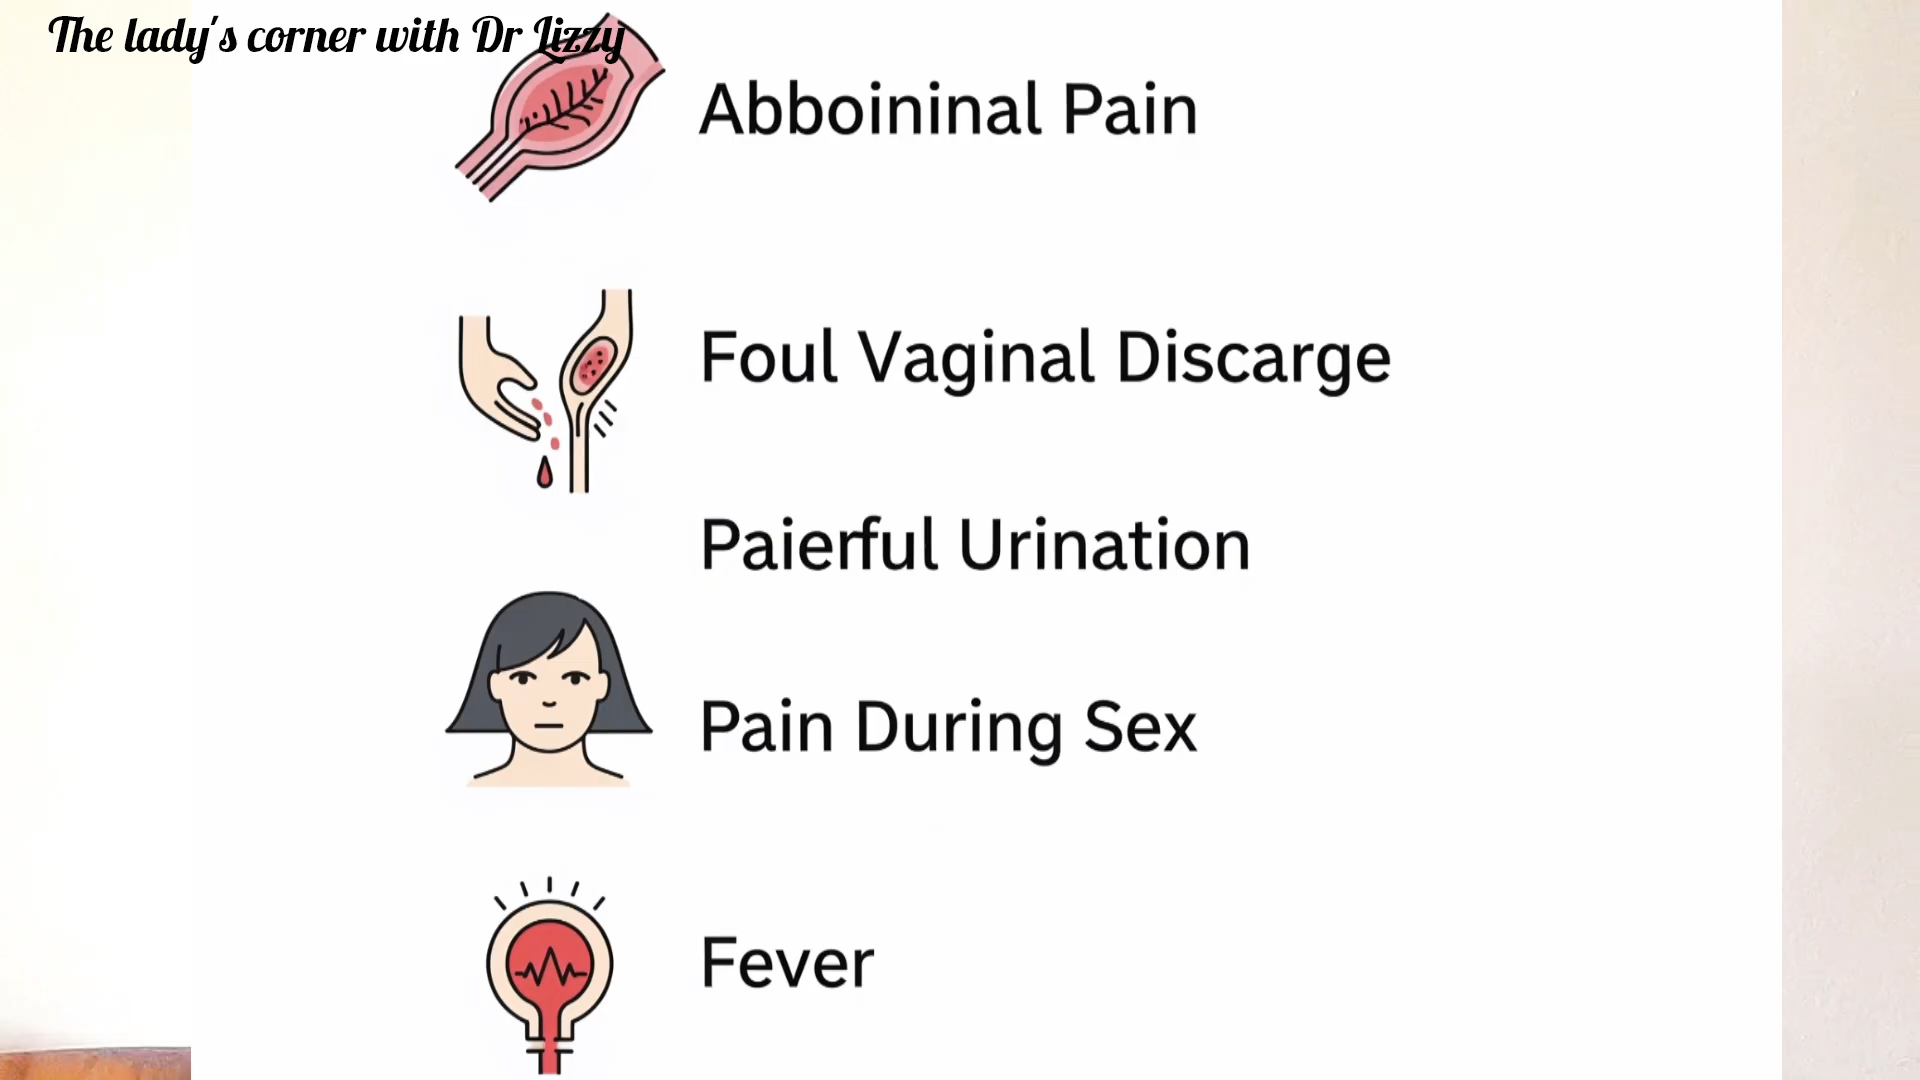 The lady's corner with Dr Lizzy
Abboininal Pain
Foul Vaginal Discarge
Paierful Urination
Pain During Sex
Fever